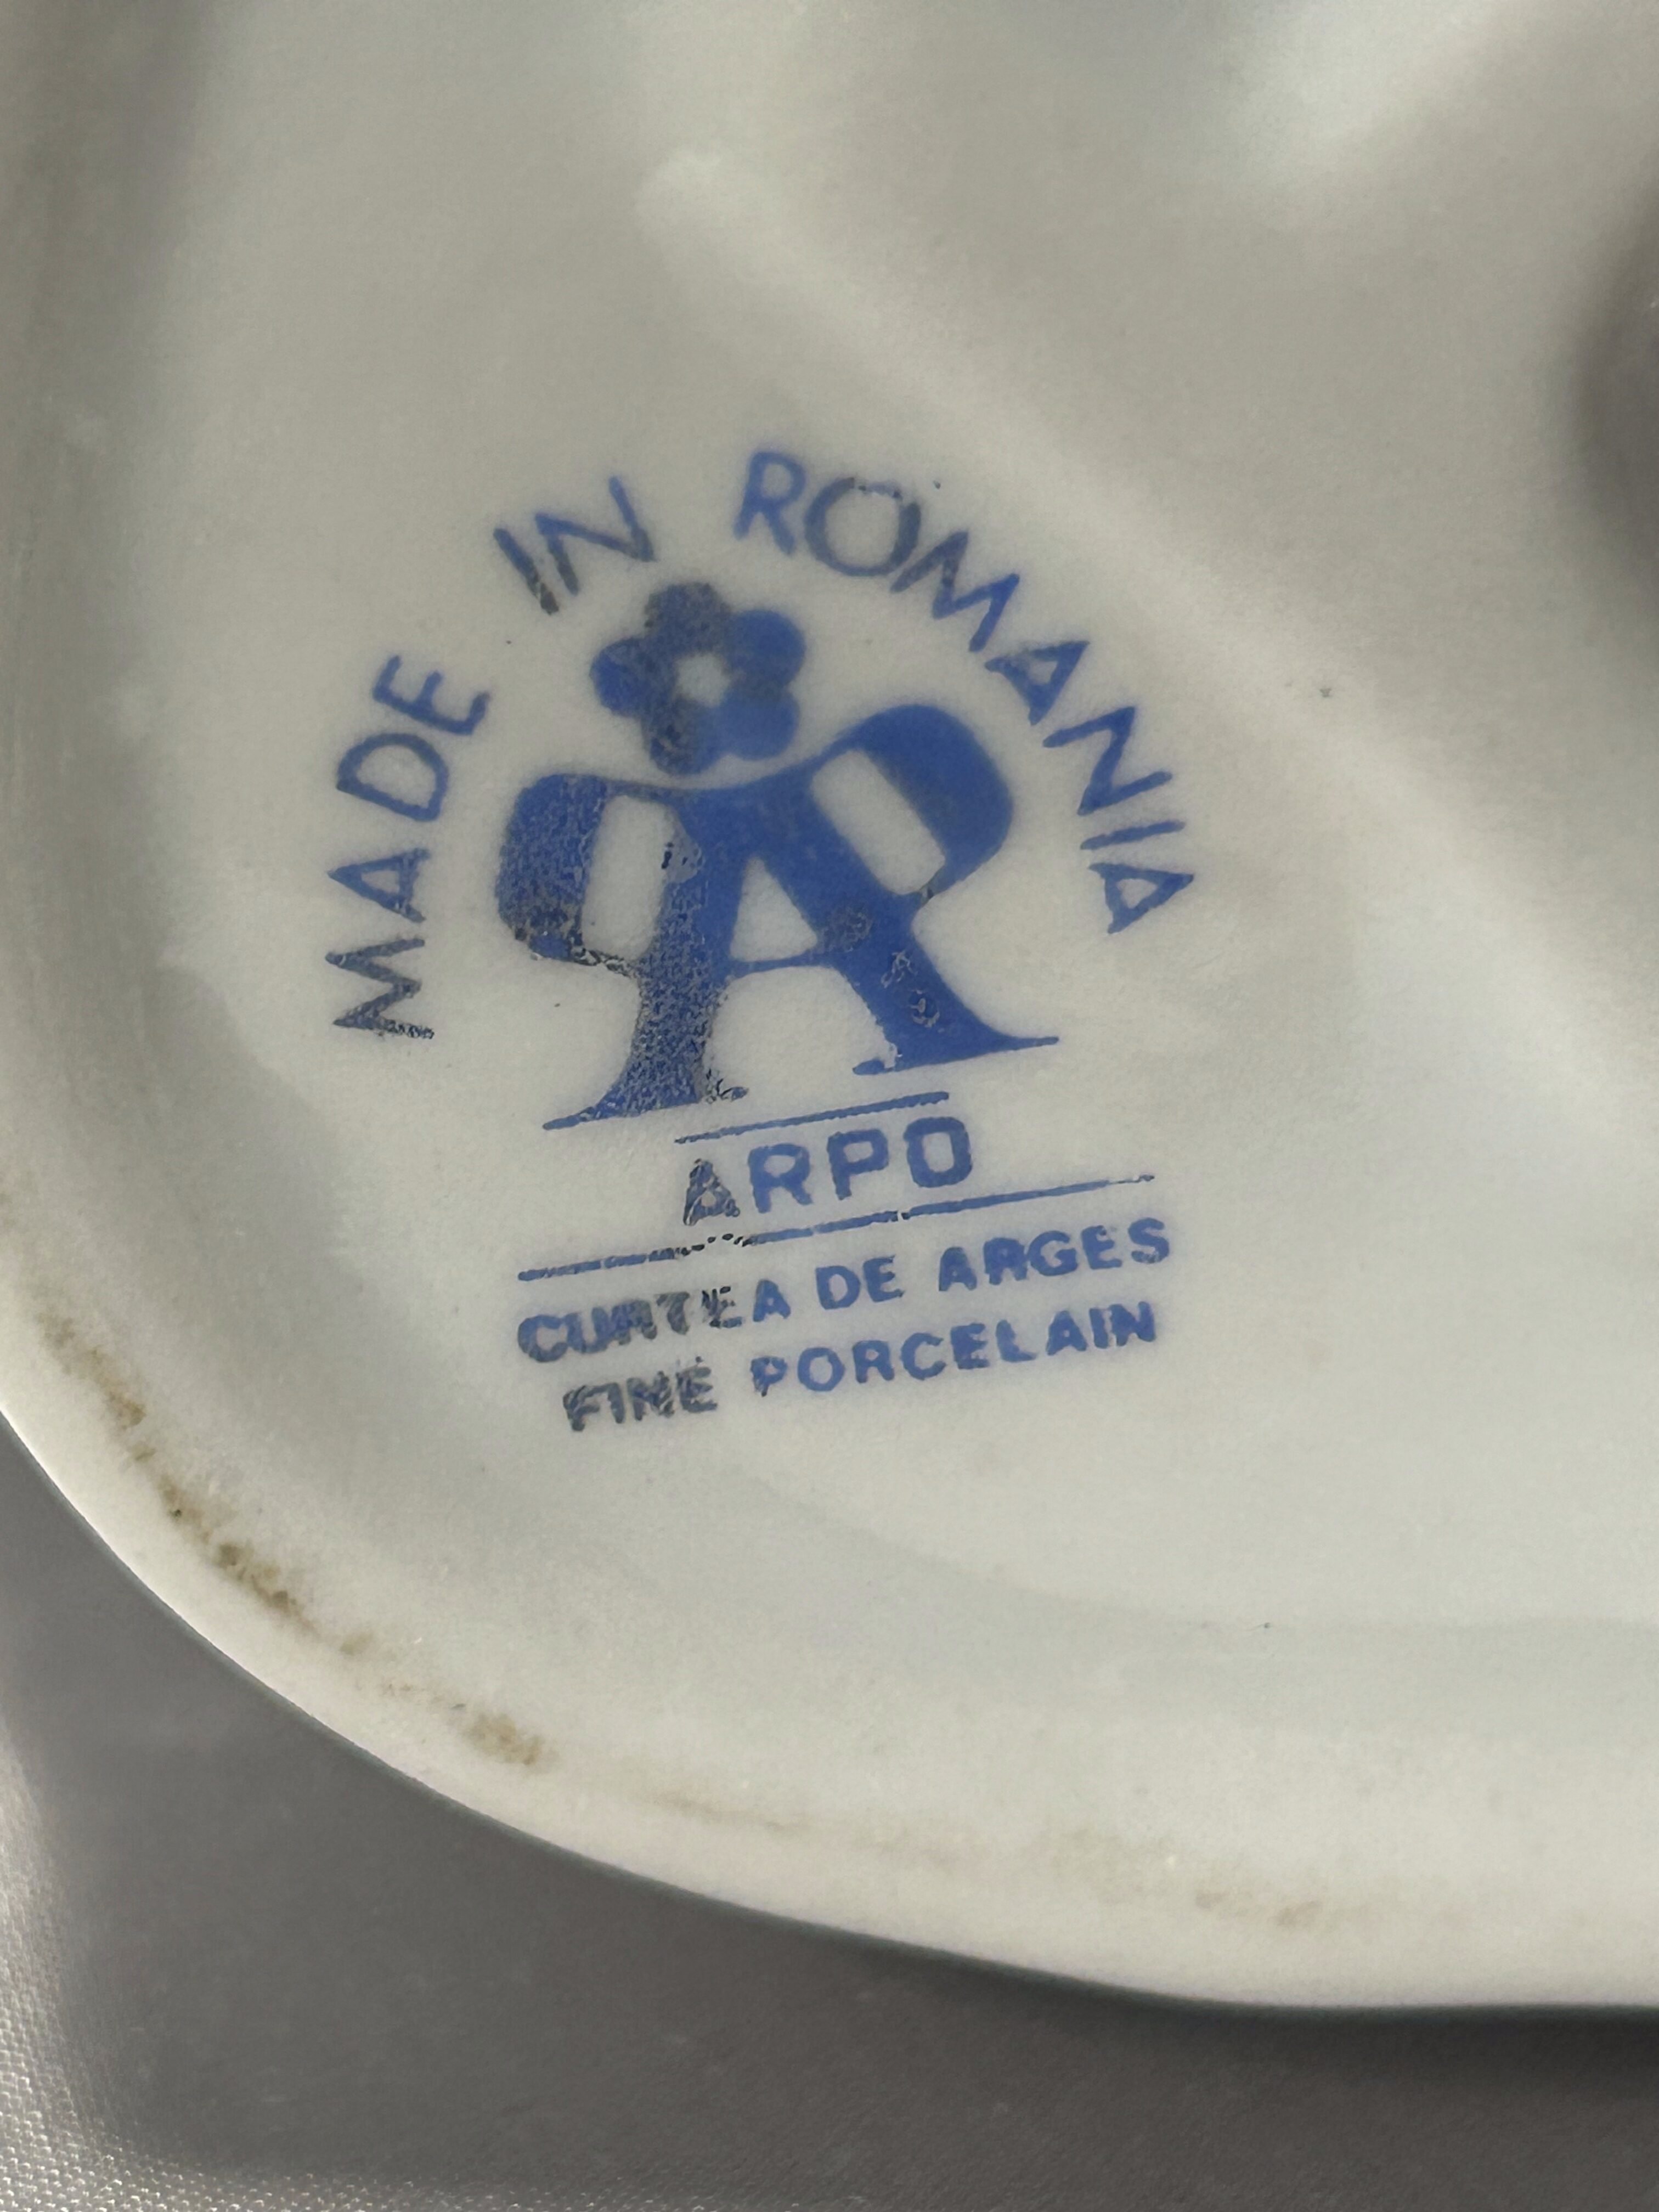 MADE IN ROMANIA
ARPO
CURTEA DE ARGES
FINE PORCELAIN